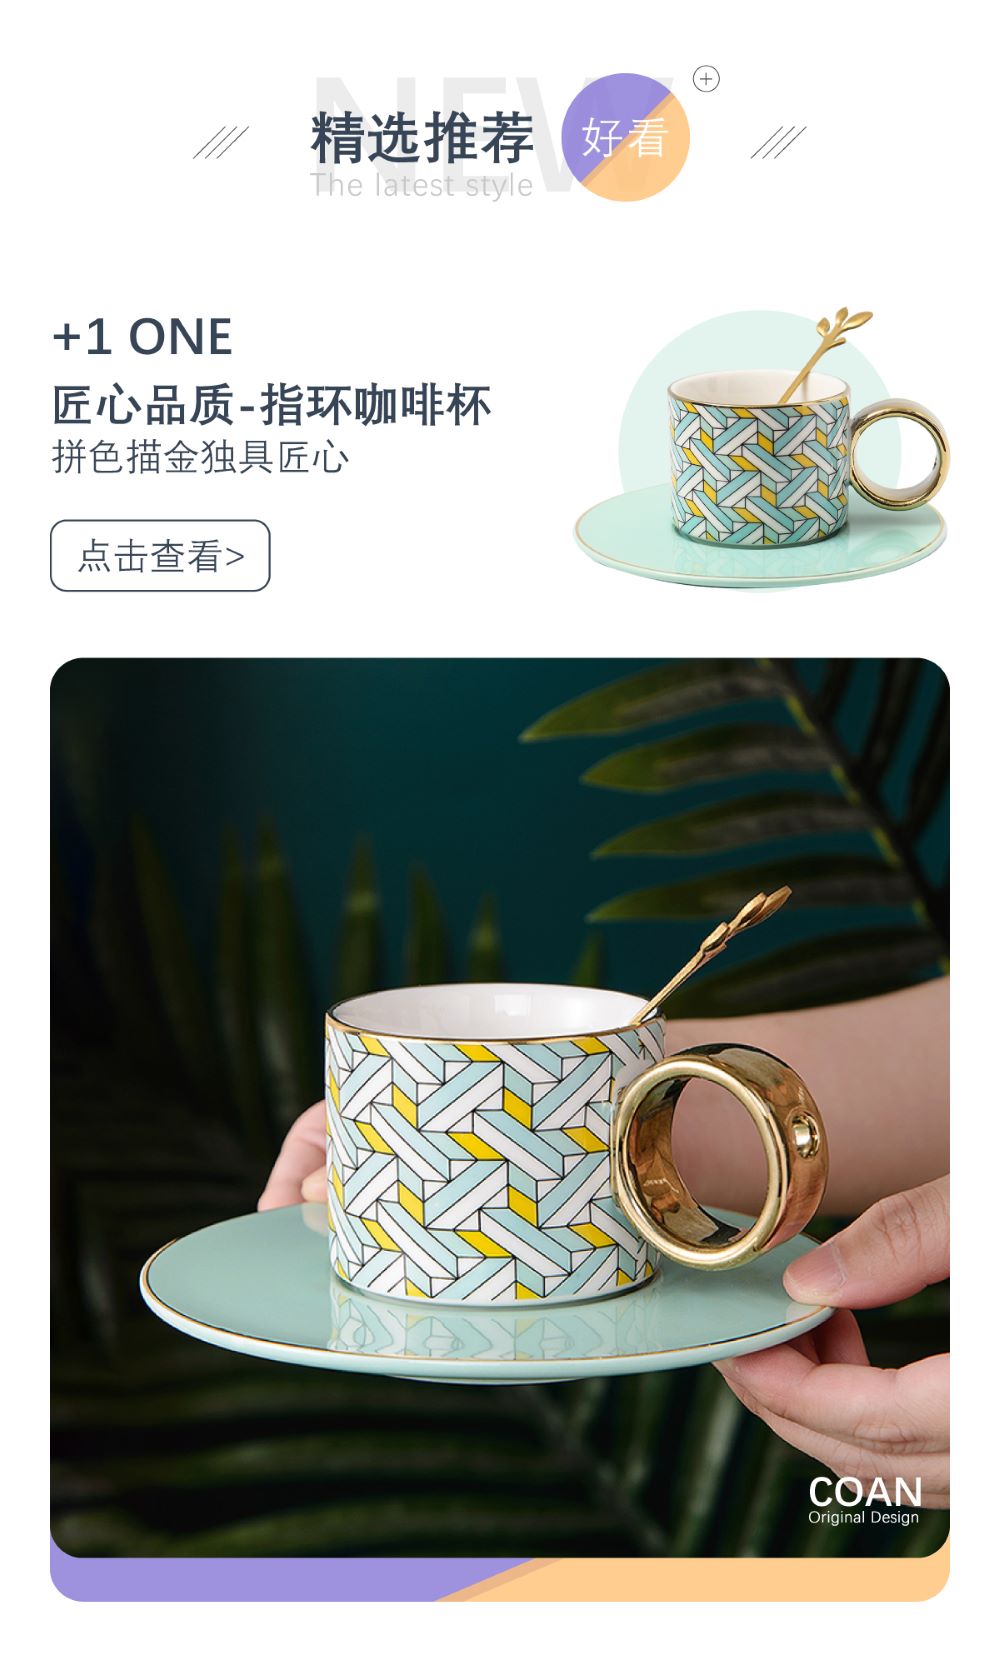 NEW
精选推荐
好看
The latest style
+1 ONE
匠心品质-指环咖啡杯
拼色描金独具匠心
点击查看>
COAN
Original Design